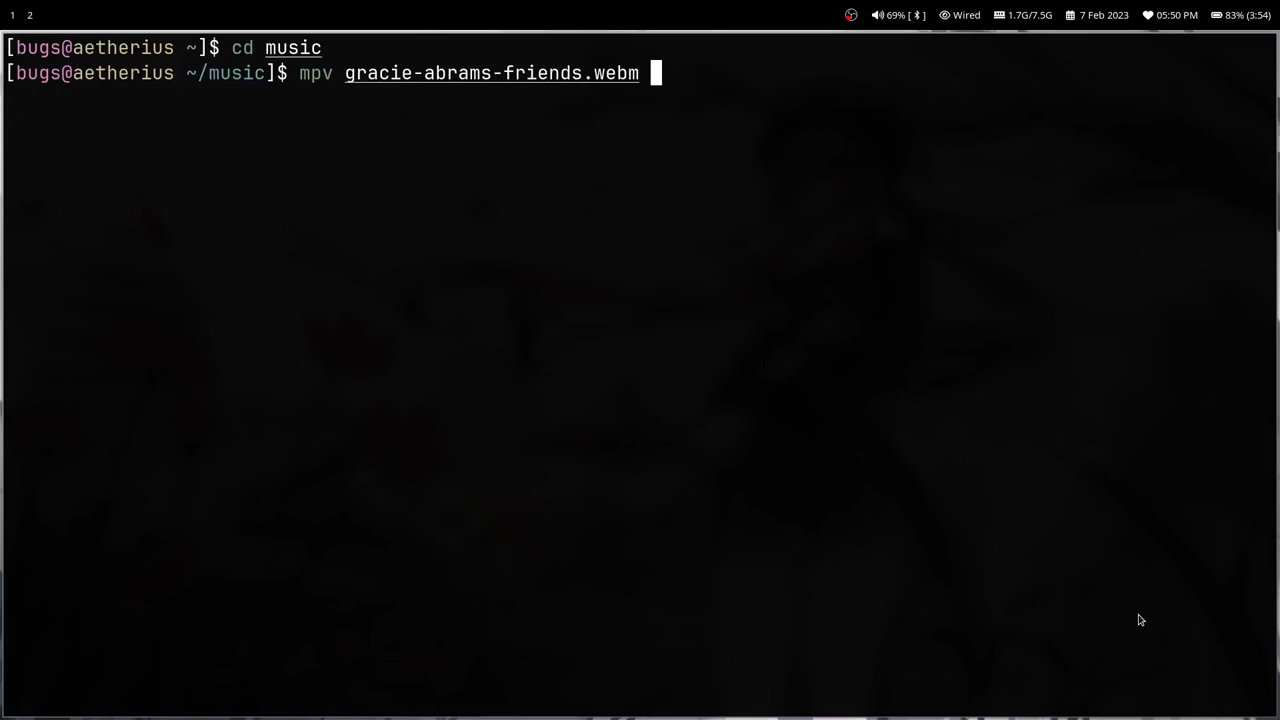 1 2 69% [ ] Wired 1.7G/7.5G 7 Feb 2023 05:50 PM 83% (3:54)
[bugs@aetherius ~]$ cd music
[bugs@aetherius ~/music]$ mpv gracie-abrams-friends.webm